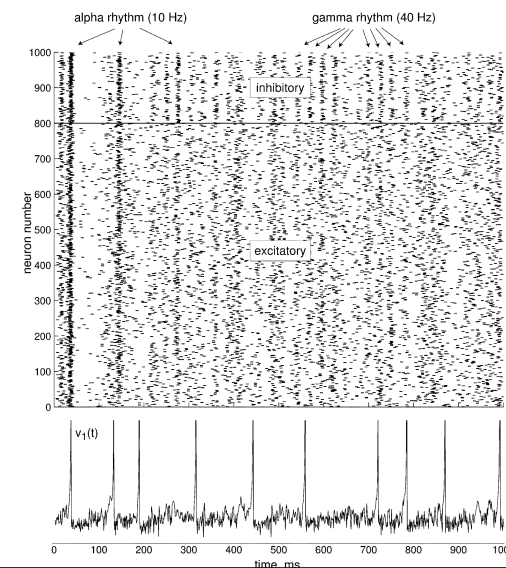 alpha rhythm (10 Hz) gamma rhythm (40 Hz)
1000
900
inhibitory
800
700
600
neuron number
500
excitatory
400
300
200
100
0
v1(t)
0 100 200 300 400 500 600 700 800 900 100
time, ms